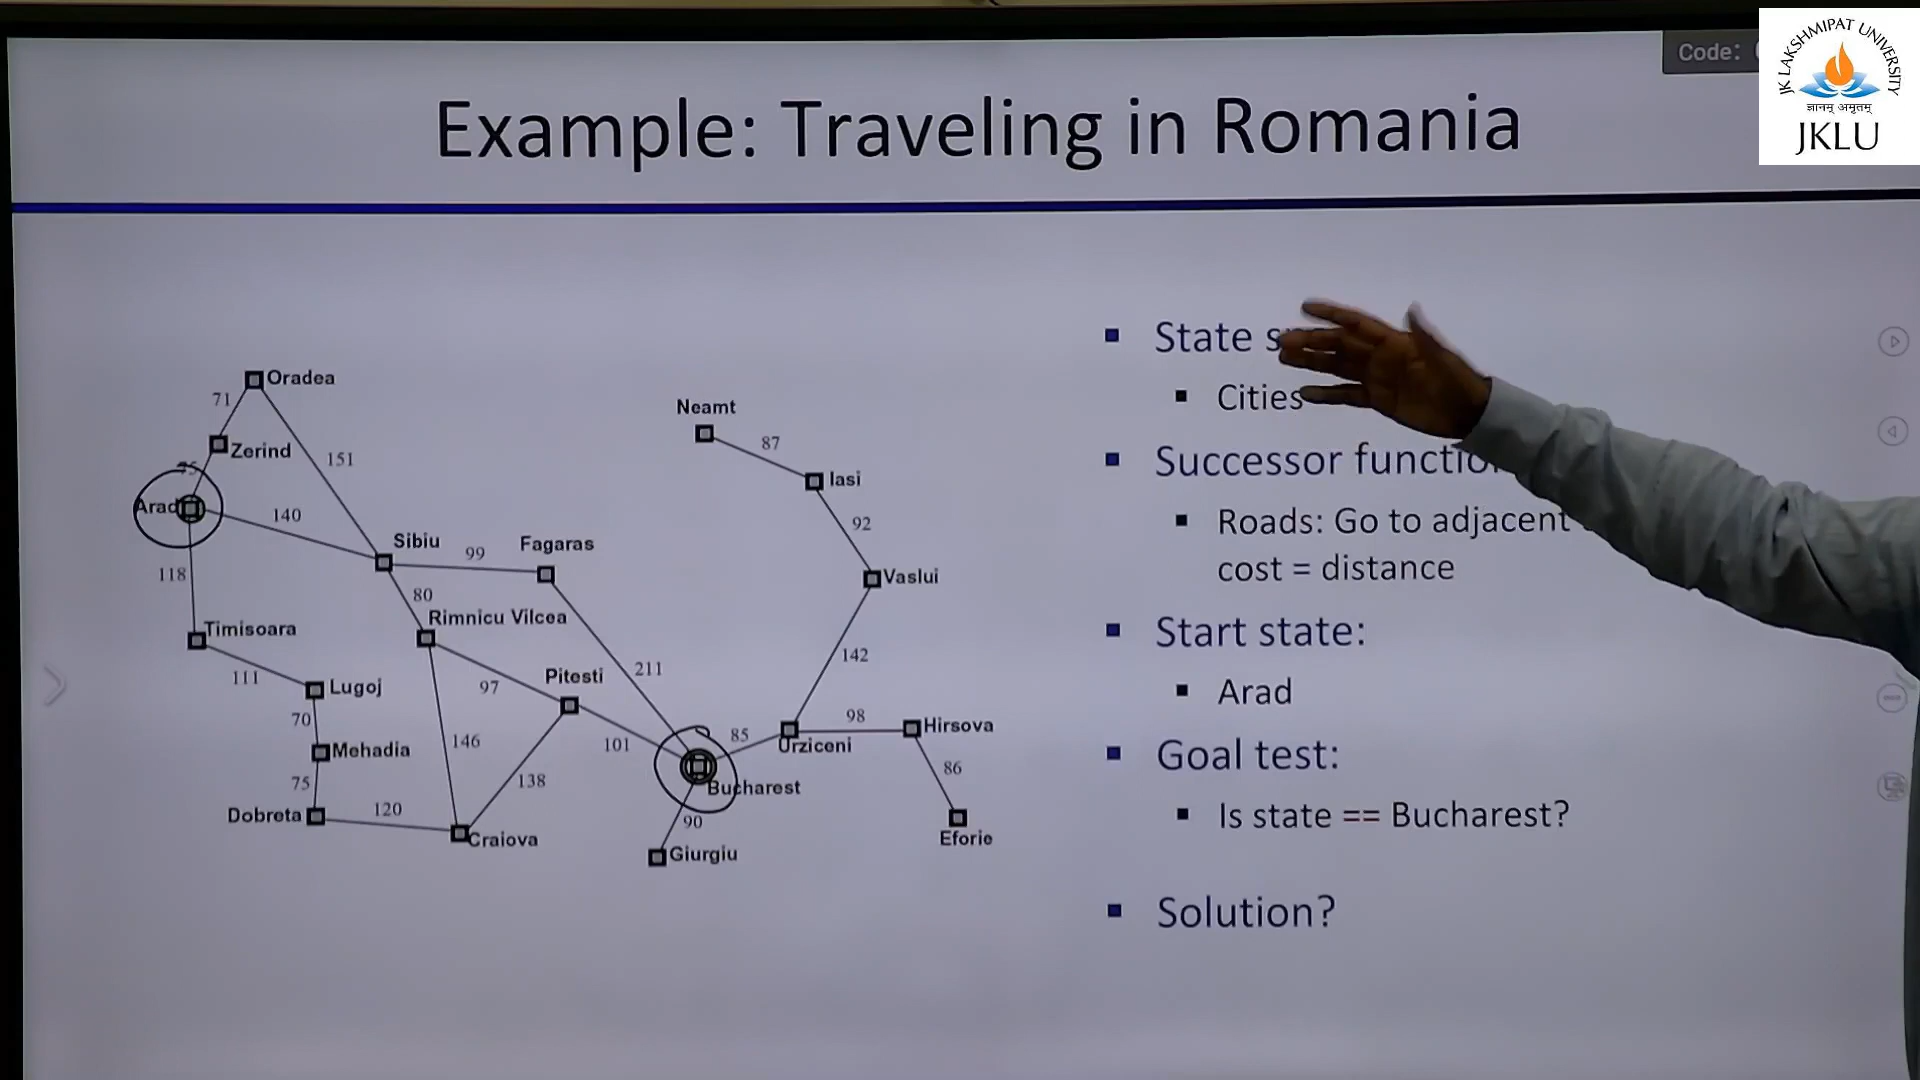 Code:
JK LAKSHMIPAT UNIVERSITY
ज्ञानम् अमृतम्
JKLU
Example: Traveling in Romania
Oradea
71
Zerind
151
75
Arad
140
118
Sibiu
99
Fagaras
80
Rimnicu Vilcea
Timisoara
111
Lugoj
70
Mehadia
75
Dobreta
120
Craiova
146
97
Pitesti
211
138
101
Bucharest
90
Giurgiu
85
Urziceni
98
Hirsova
86
Eforie
142
Vaslui
92
Iasi
87
Neamt
State
Cities
Successor
Roads: Go to adjacent
cost = distance
Start state:
Arad
Goal test:
Is state == Bucharest?
Solution?